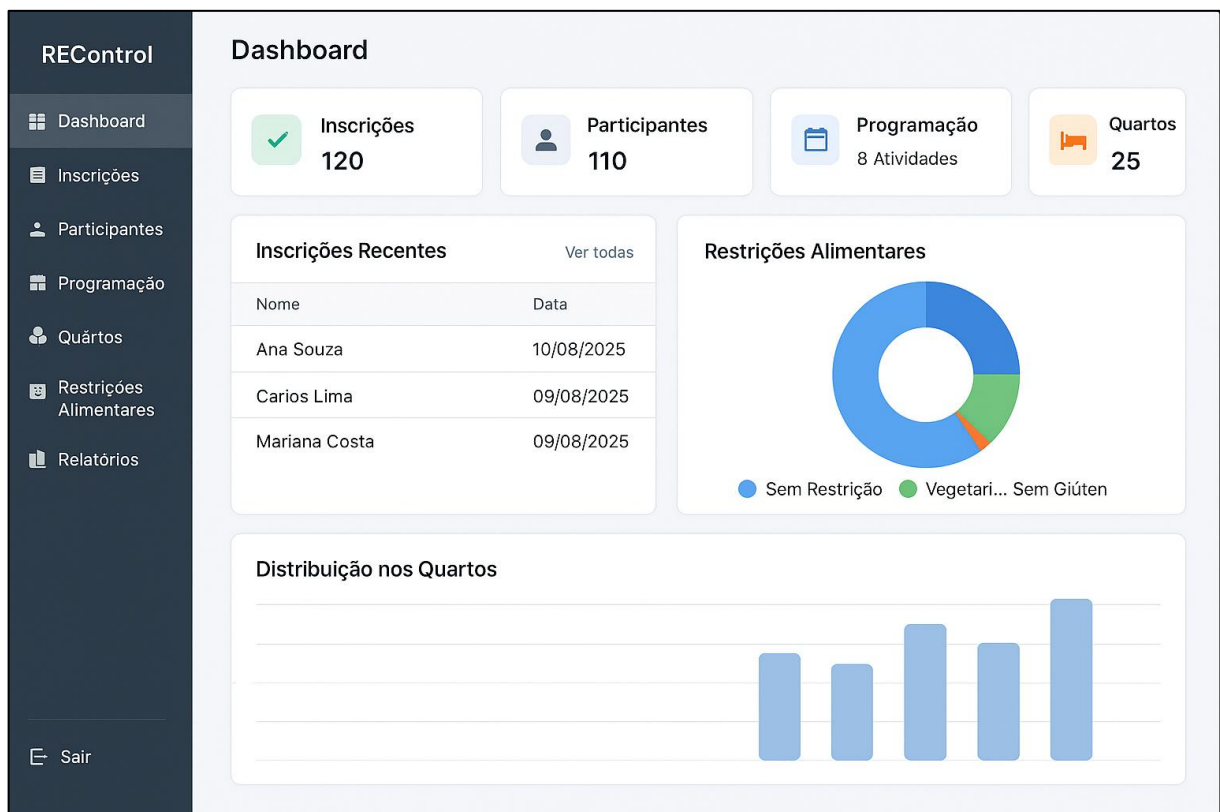 REControl
Dashboard
Inscrições
Participantes
Programação
Quártos
Restrições
Alimentares
Relatórios
Sair
Dashboard
Inscrições
120
Participantes
110
Programação
8 Atividades
Quartos
25
Inscrições Recentes Ver todas
Nome Data
Ana Souza 10/08/2025
Carios Lima 09/08/2025
Mariana Costa 09/08/2025
Restrições Alimentares
Sem Restrição Vegetari... Sem Giúten
Distribuição nos Quartos